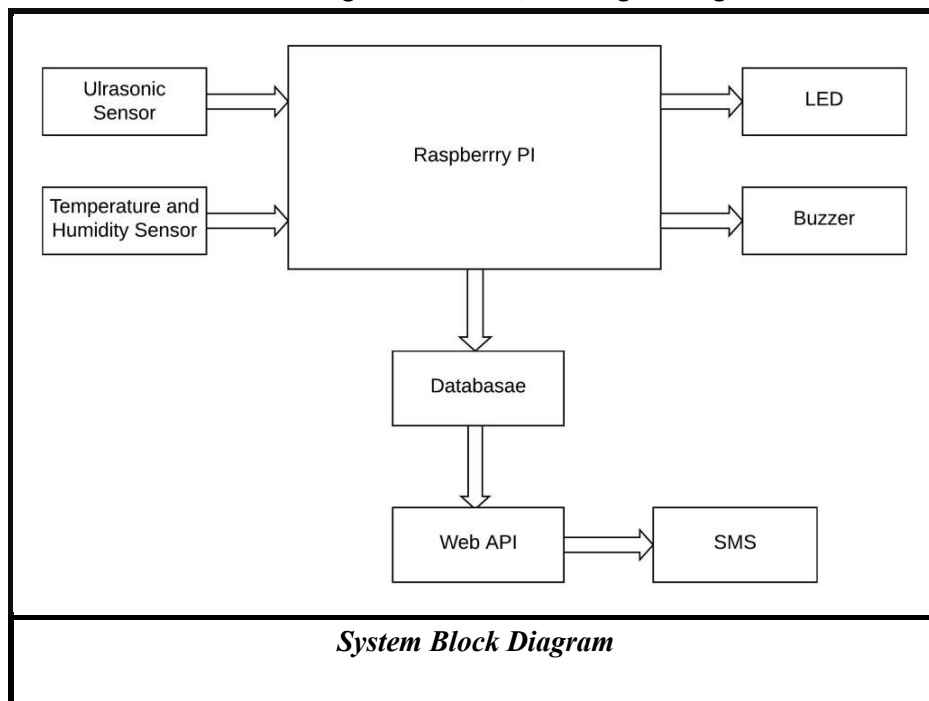 Ulrasonic
Sensor
Raspberrry PI
LED
Temperature and
Humidity Sensor
Buzzer
Databasae
Web API
SMS
System Block Diagram